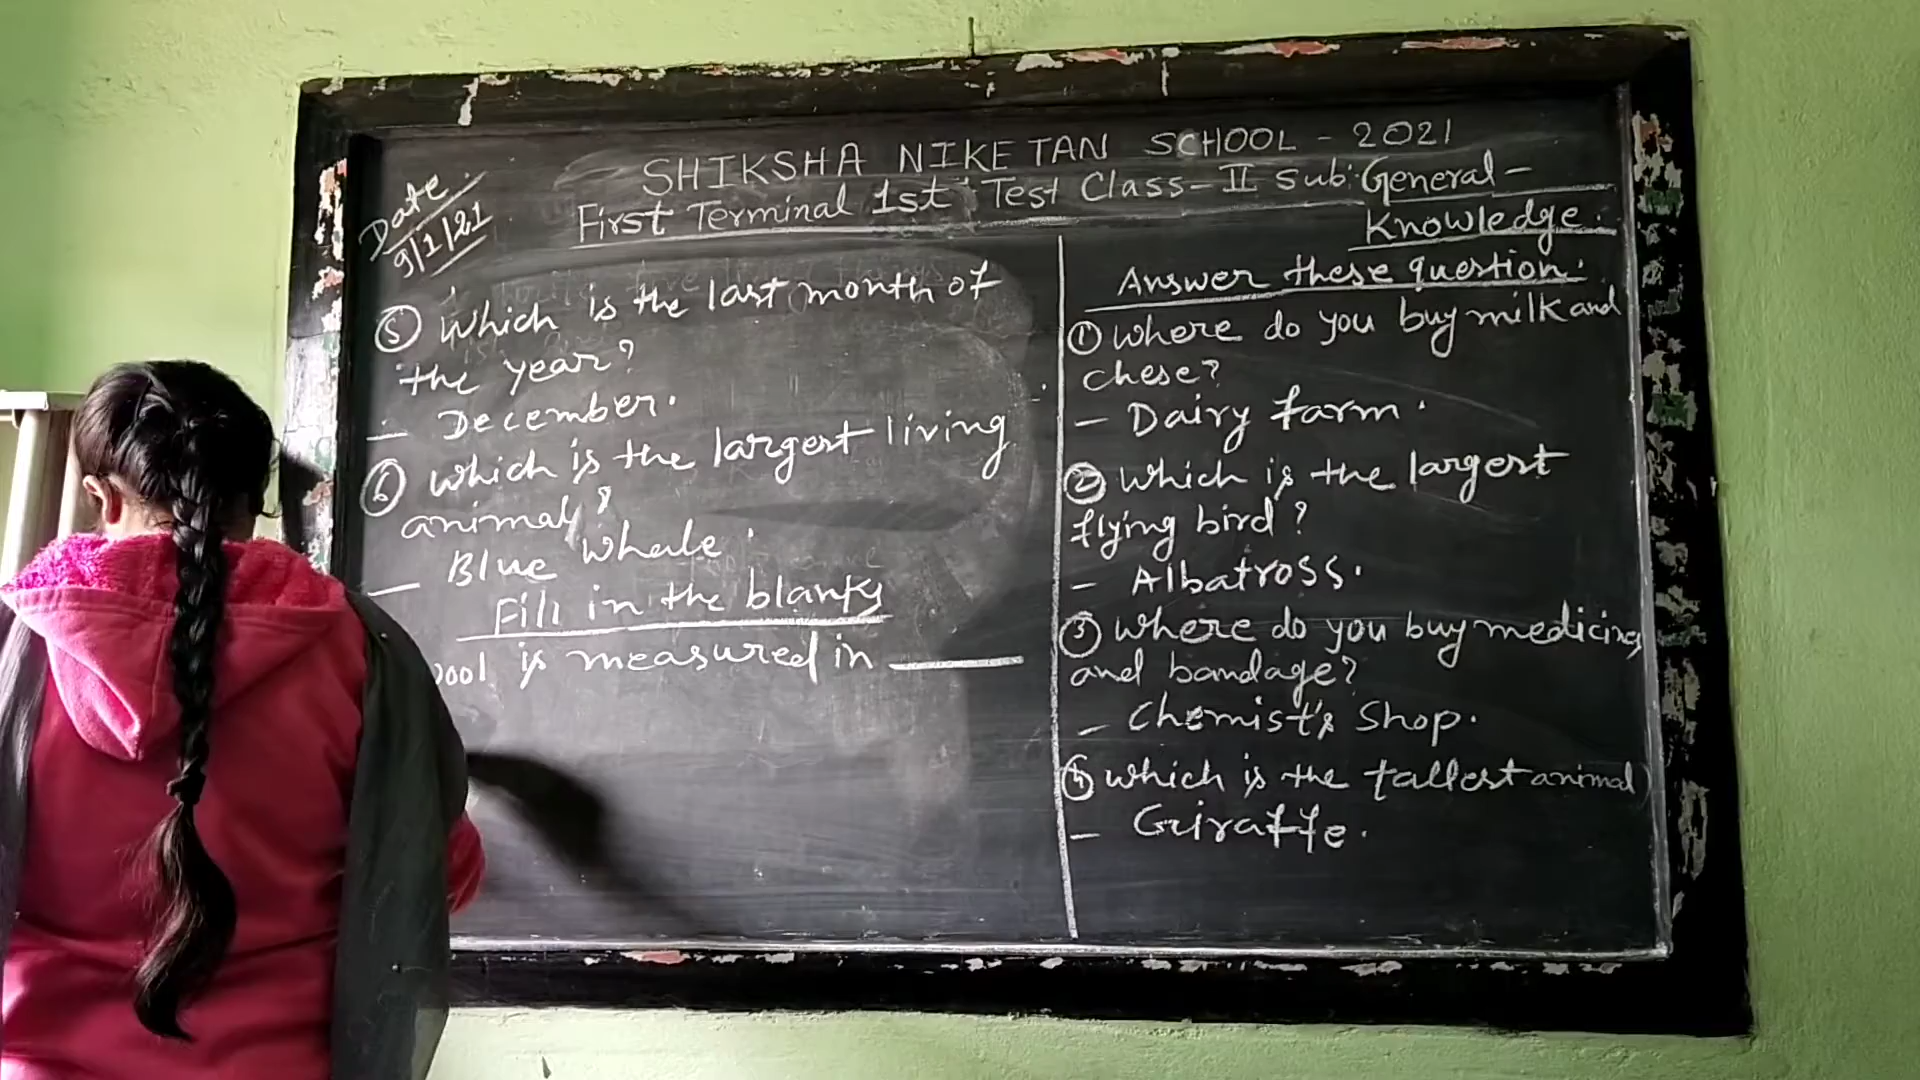 SHIKSHA NIKETAN SCHOOL - 2021
First Terminal 1st Test Class-II Sub: General-
Knowledge.
Date.
9/1/21
Answer these question.
① Where do you buy milk and
chese?
- Dairy farm.
② Which is the largest
flying bird?
- Albatross.
③ Where do you buy medicines
and bandage?
- Chemist's Shop.
④ Which is the tallest animal
- Giraffe.
⑤ Which is the last month of
the year?
- December.
⑥ Which is the largest living
animal?
- Blue whale.
Fill in the blanks
is measured in ______